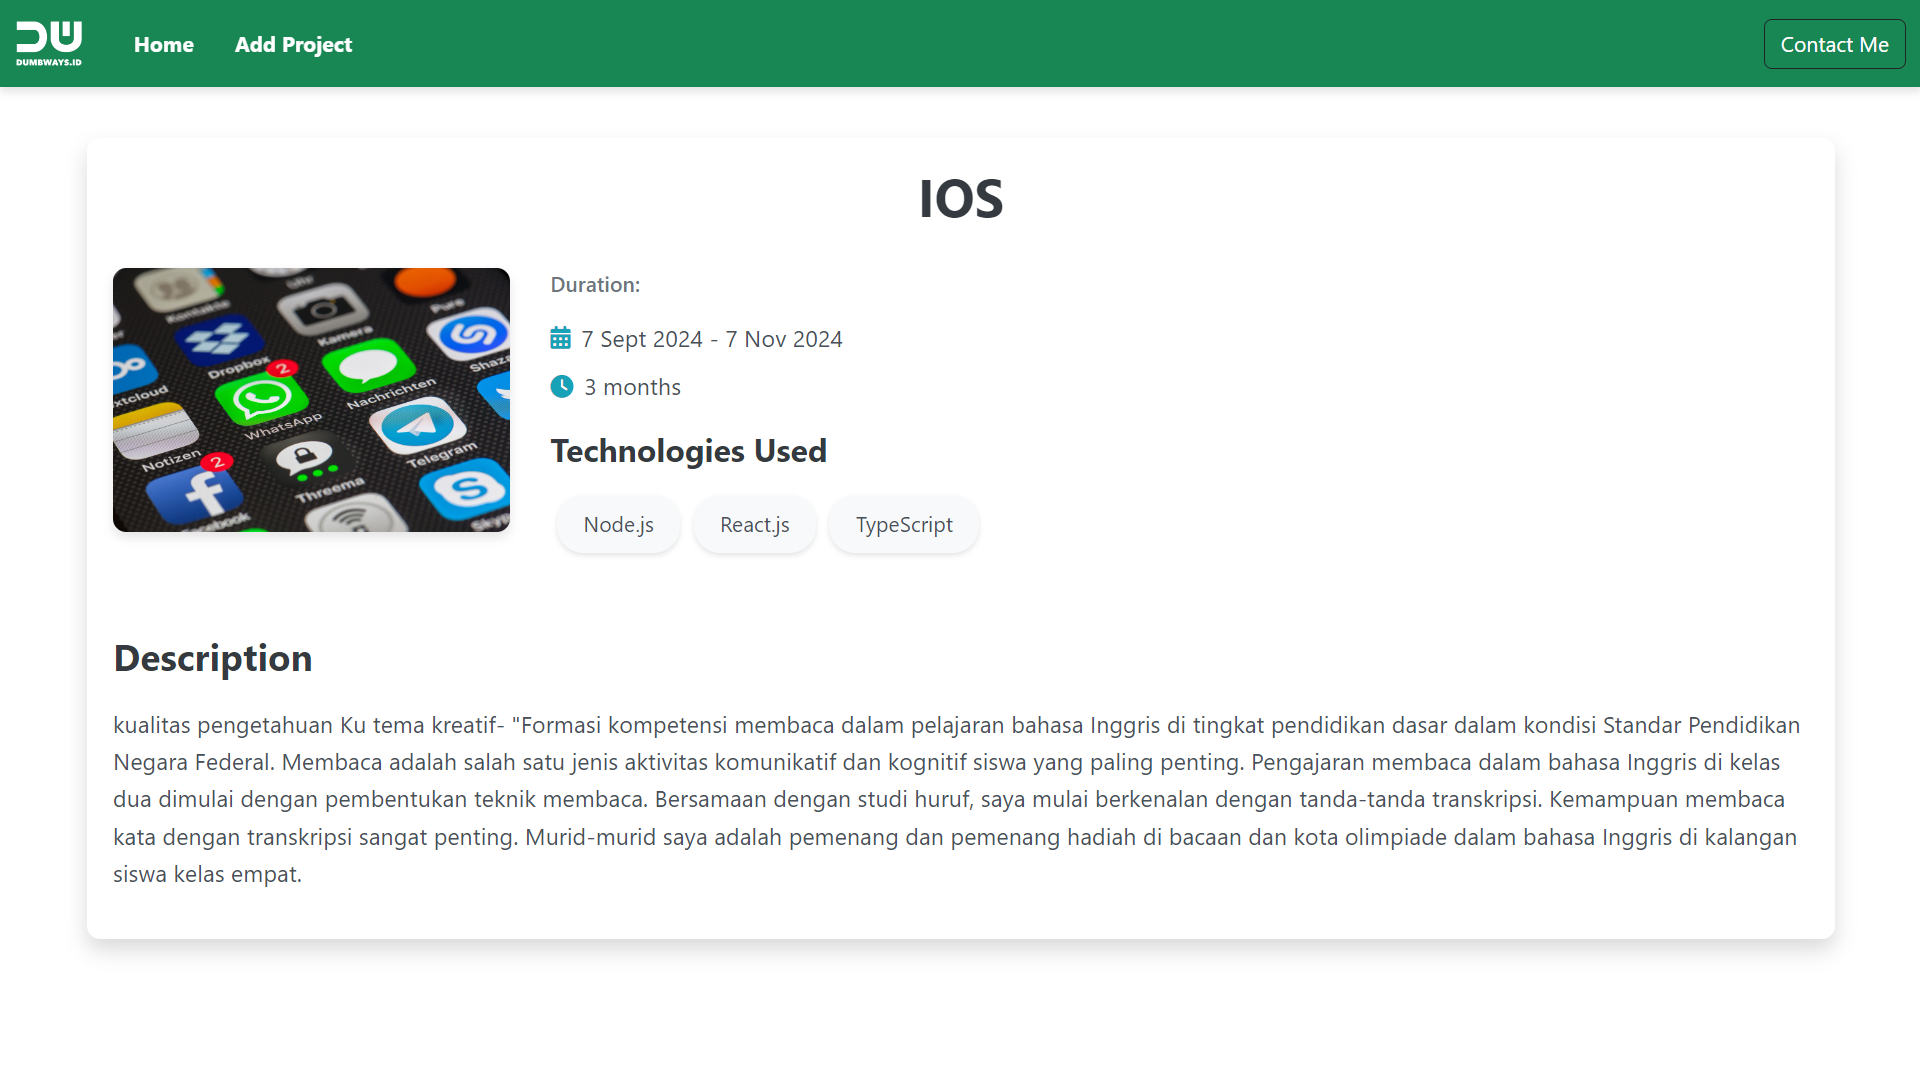 DUMBWAYS.ID
Home
Add Project
Contact Me
IOS
Kontakte
Uhr
Kamera
Pure
Dropbox
2
Nachrichten
Shaza
xtcloud
WhatsApp
Notizen
2
Telegram
Threema
Facebook
Skyp
Duration:
7 Sept 2024 - 7 Nov 2024
3 months
Technologies Used
Node.js
React.js
TypeScript
Description
kualitas pengetahuan Ku tema kreatif- "Formasi kompetensi membaca dalam pelajaran bahasa Inggris di tingkat pendidikan dasar dalam kondisi Standar Pendidikan
Negara Federal. Membaca adalah salah satu jenis aktivitas komunikatif dan kognitif siswa yang paling penting. Pengajaran membaca dalam bahasa Inggris di kelas
dua dimulai dengan pembentukan teknik membaca. Bersamaan dengan studi huruf, saya mulai berkenalan dengan tanda-tanda transkripsi. Kemampuan membaca
kata dengan transkripsi sangat penting. Murid-murid saya adalah pemenang dan pemenang hadiah di bacaan dan kota olimpiade dalam bahasa Inggris di kalangan
siswa kelas empat.